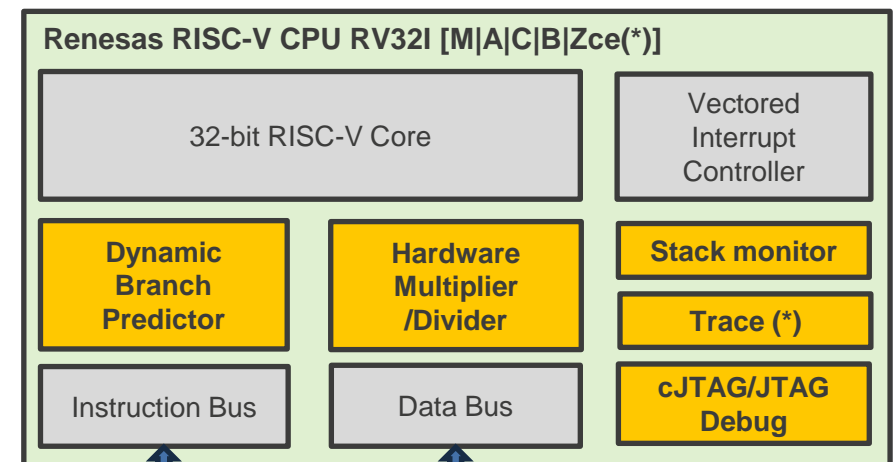 Renesas RISC-V CPU RV32I [M|A|C|B|Zce(*)]
32-bit RISC-V Core
Vectored
Interrupt
Controller
Dynamic
Branch
Predictor
Hardware
Multiplier
/Divider
Stack monitor
Trace (*)
Instruction Bus
Data Bus
cJTAG/JTAG
Debug